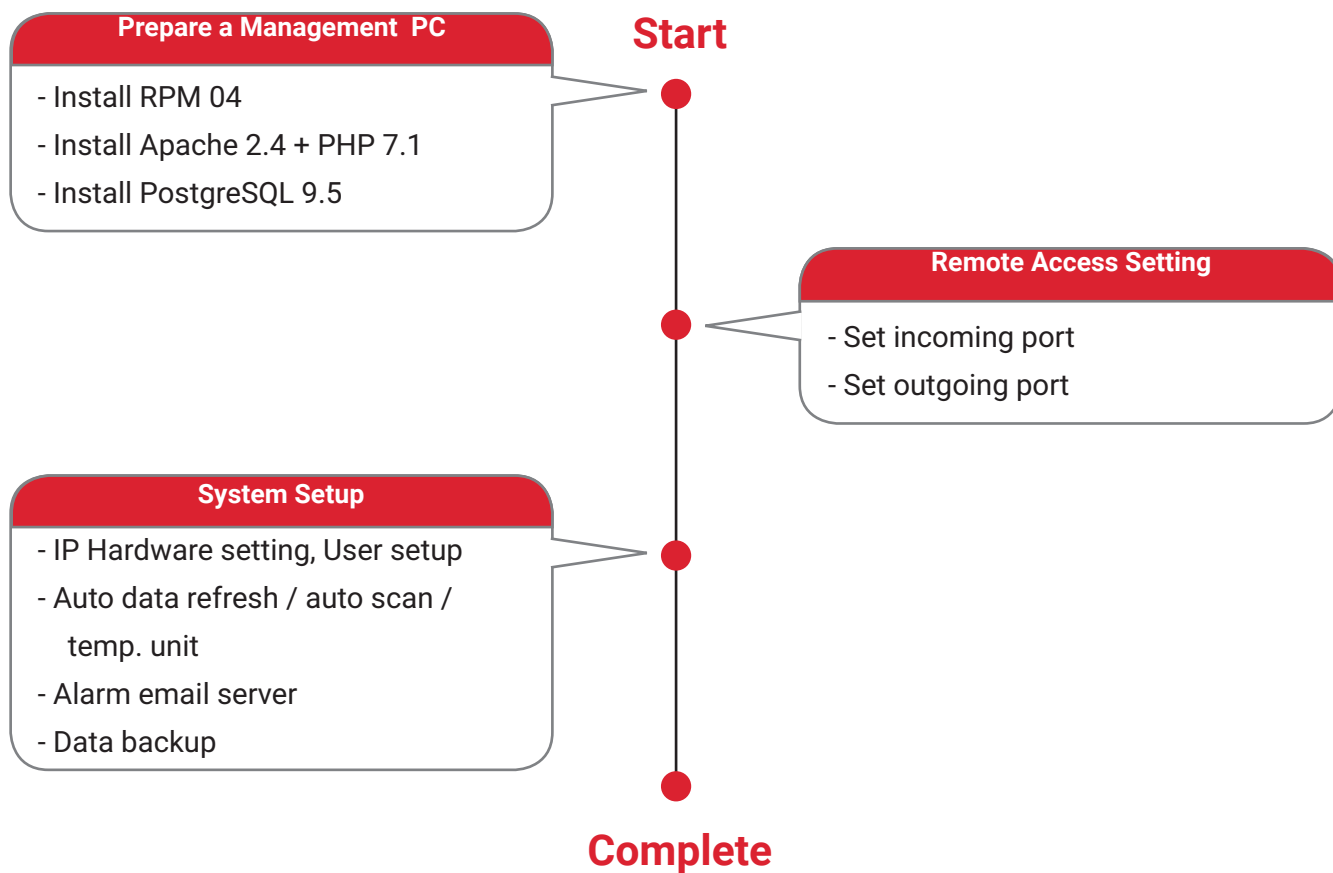 Start
Prepare a Management PC
- Install RPM 04
- Install Apache 2.4 + PHP 7.1
- Install PostgreSQL 9.5
Remote Access Setting
- Set incoming port
- Set outgoing port
System Setup
- IP Hardware setting, User setup
- Auto data refresh / auto scan /
temp. unit
- Alarm email server
- Data backup
Complete